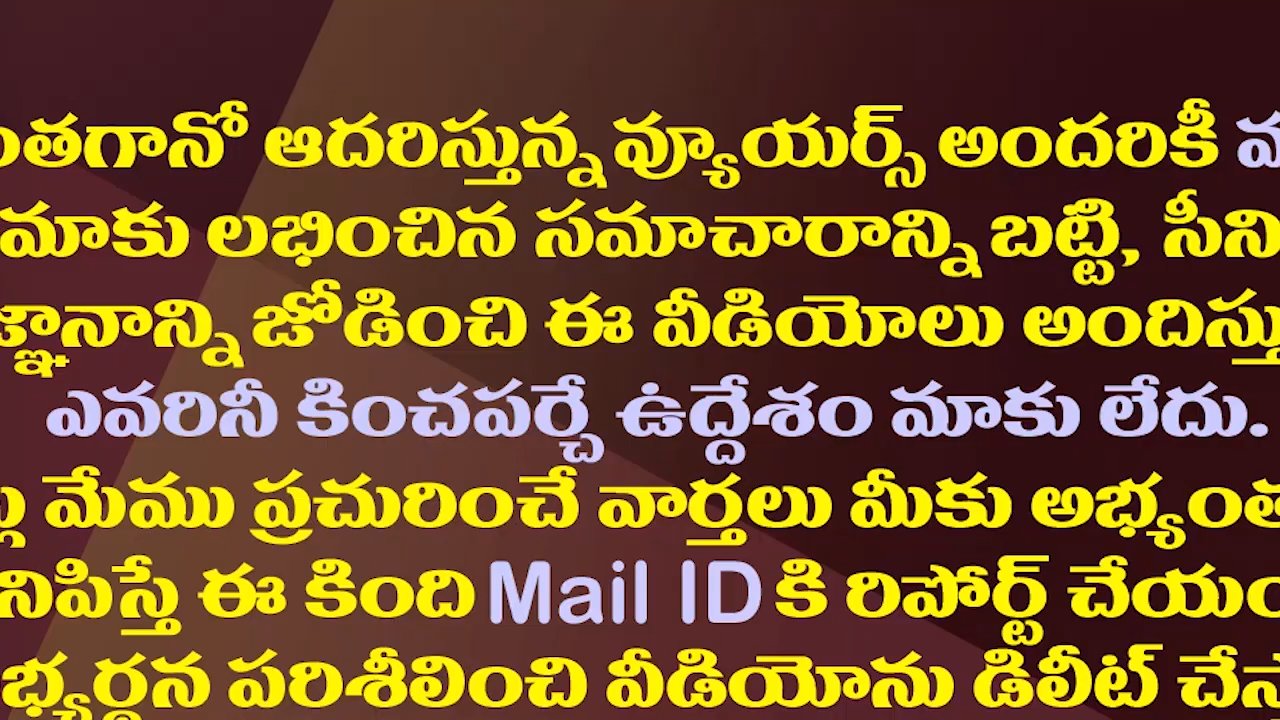 ఆదరిస్తున్న వ్యూయర్స్ అందరికీ
మాకు లభించిన సమాచారాన్ని బట్టి,
జోడించి ఈ వీడియోలు
ఎవరినీ కించపర్చే ఉద్దేశం మాకు లేదు.
మేము ప్రచురించే వార్తలు మీకు
ఈ కింది Mail ID కి రిపోర్ట్
పరిశీలించి వీడియోను డిలీట్